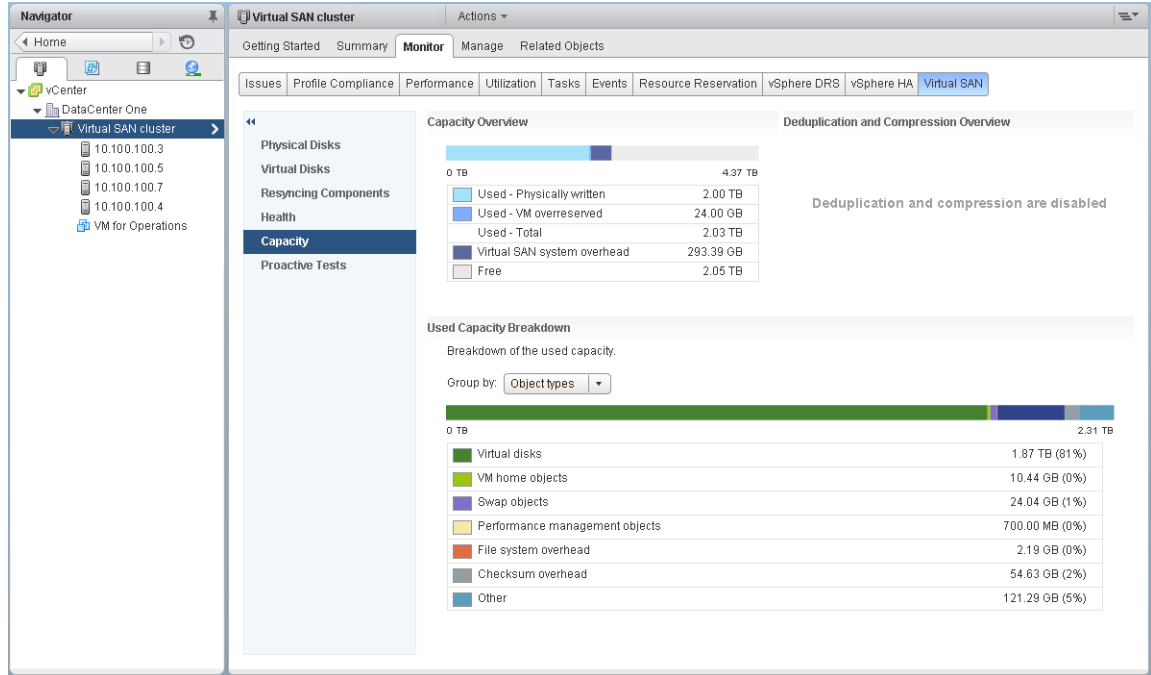 Navigator
Home
vCenter
DataCenter One
Virtual SAN cluster
10.100.100.3
10.100.100.5
10.100.100.7
10.100.100.4
VM for Operations
Virtual SAN cluster Actions
Getting Started Summary Monitor Manage Related Objects
Issues Profile Compliance Performance Utilization Tasks Events Resource Reservation vSphere DRS vSphere HA Virtual SAN
Physical Disks
Virtual Disks
Resyncing Components
Health
Capacity
Proactive Tests
Capacity Overview
0 TB 4.37 TB
Used - Physically written 2.00 TB
Used - VM overreserved 24.00 GB
Used - Total 2.03 TB
Virtual SAN system overhead 293.39 GB
Free 2.05 TB
Deduplication and Compression Overview
Deduplication and compression are disabled
Used Capacity Breakdown
Breakdown of the used capacity.
Group by: Object types
0 TB 2.31 TB
Virtual disks 1.87 TB (81%)
VM home objects 10.44 GB (0%)
Swap objects 24.04 GB (1%)
Performance management objects 700.00 MB (0%)
File system overhead 2.19 GB (0%)
Checksum overhead 54.63 GB (2%)
Other 121.29 GB (5%)